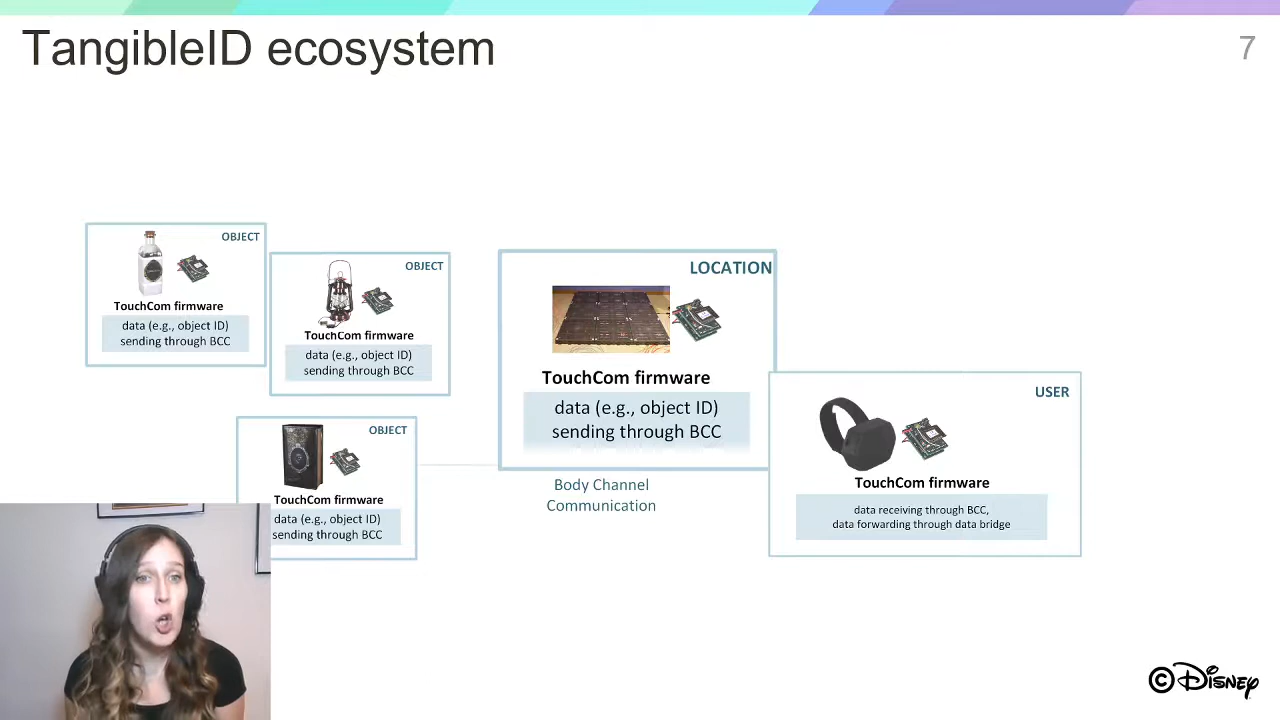 TangibleID ecosystem
7
OBJECT
TouchCom firmware
data (e.g., object ID)
sending through BCC
OBJECT
TouchCom firmware
data (e.g., object ID)
sending through BCC
OBJECT
TouchCom firmware
data (e.g., object ID)
sending through BCC
LOCATION
TouchCom firmware
data (e.g., object ID)
sending through BCC
Body Channel
Communication
USER
TouchCom firmware
data receiving through BCC,
data forwarding through data bridge
© Disney